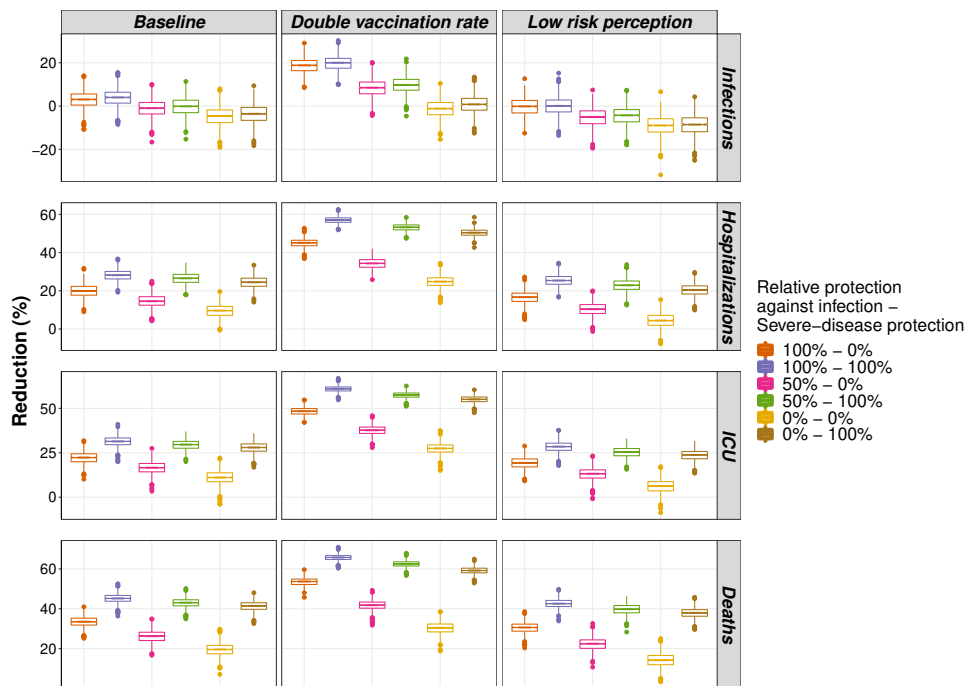 Baseline
Double vaccination rate
Low risk perception
Reduction (%)
20
0
−20
Infections
60
40
20
0
Hospitalizations
50
25
0
ICU
60
40
20
Deaths
Relative protection
against infection −
Severe−disease protection
100% − 0%
100% − 100%
50% − 0%
50% − 100%
0% − 0%
0% − 100%